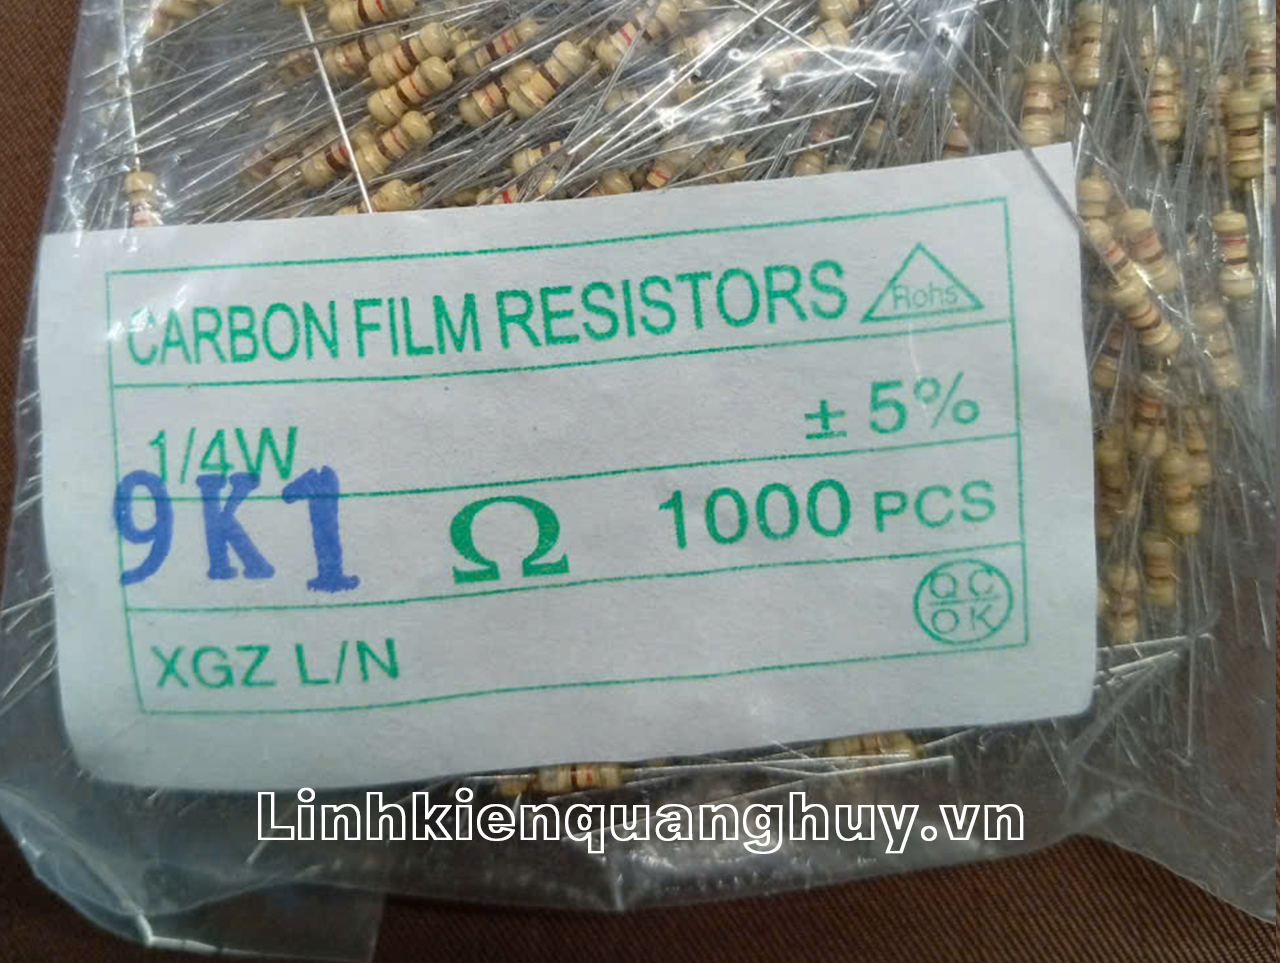 CARBON FILM RESISTORS
Rohs
1/4W
± 5%
9K1 Ω 1000 PCS
XGZ L/N
QC
OK
Linhkienquanghuy.vn